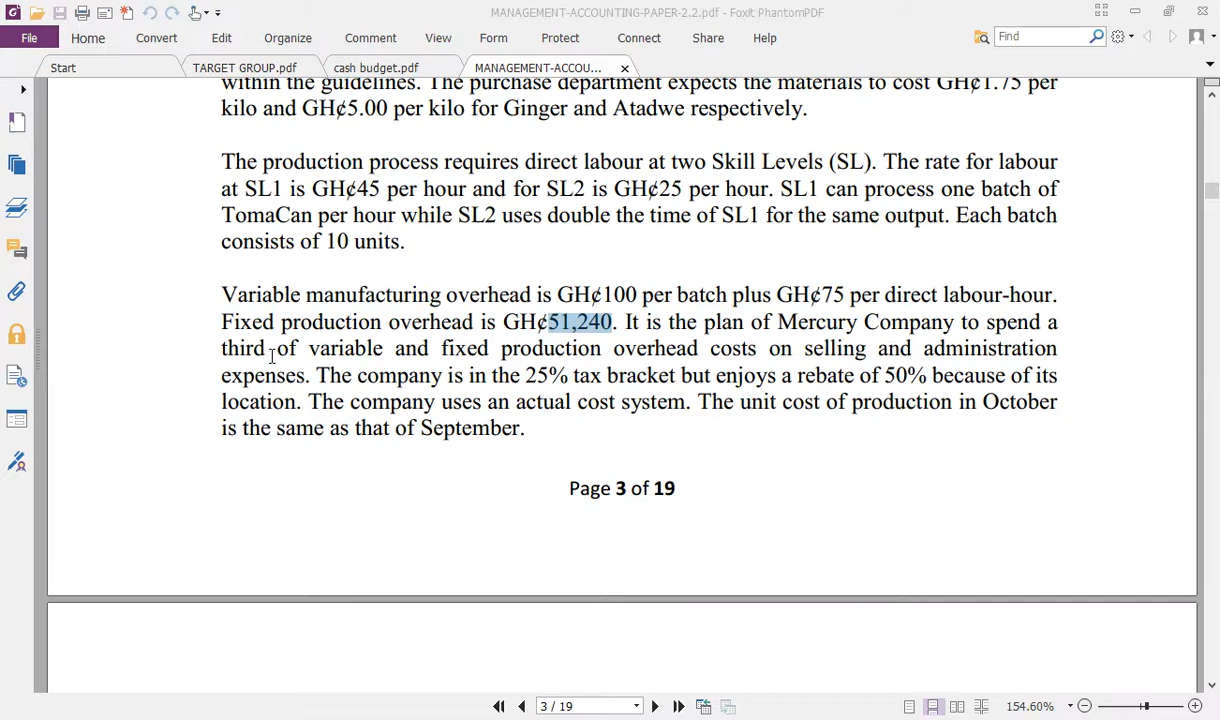 MANAGEMENT-ACCOUNTING-PAPER-2.2.pdf - Foxit PhantomPDF
File Home Convert Edit Organize Comment View Form Protect Connect Share Help Find
Start TARGET GROUP.pdf cash budget.pdf MANAGEMENT-ACCOU... ×
within the guidelines. The purchase department expects the materials to cost GH¢1.75 per
kilo and GH¢5.00 per kilo for Ginger and Atadwe respectively.
The production process requires direct labour at two Skill Levels (SL). The rate for labour
at SL1 is GH¢45 per hour and for SL2 is GH¢25 per hour. SL1 can process one batch of
TomaCan per hour while SL2 uses double the time of SL1 for the same output. Each batch
consists of 10 units.
Variable manufacturing overhead is GH¢100 per batch plus GH¢75 per direct labour-hour.
Fixed production overhead is GH¢51,240. It is the plan of Mercury Company to spend a
third of variable and fixed production overhead costs on selling and administration
expenses. The company is in the 25% tax bracket but enjoys a rebate of 50% because of its
location. The company uses an actual cost system. The unit cost of production in October
is the same as that of September.
Page 3 of 19
3 / 19 154.60%